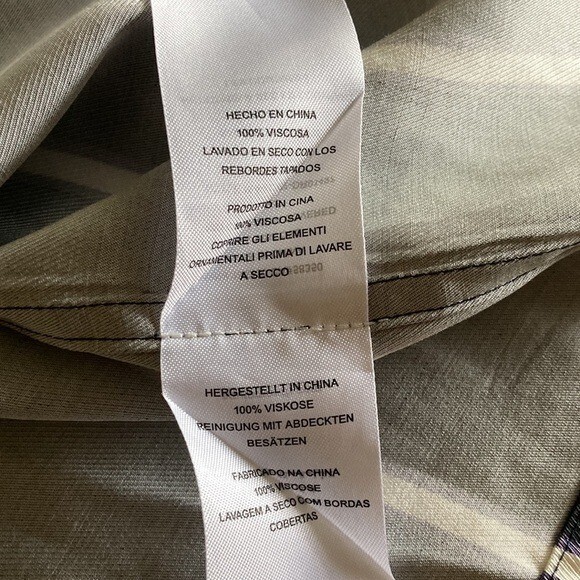 HECHO EN CHINA
100% VISCOSA
LAVADO EN SECO CON LOS
REBORDES TAPADOS
PRODOTTO IN CINA
100% VISCOSA
COPRIRE GLI ELEMENTI
ORNAMENTALI PRIMA DI LAVARE
A SECCO
HERGESTELLT IN CHINA
100% VISKOSE
REINIGUNG MIT ABDECKTEN
BESÄTZEN
FABRICADO NA CHINA
100% VISCOSE
LAVAGEM A SECO COM BORDAS
COBERTAS